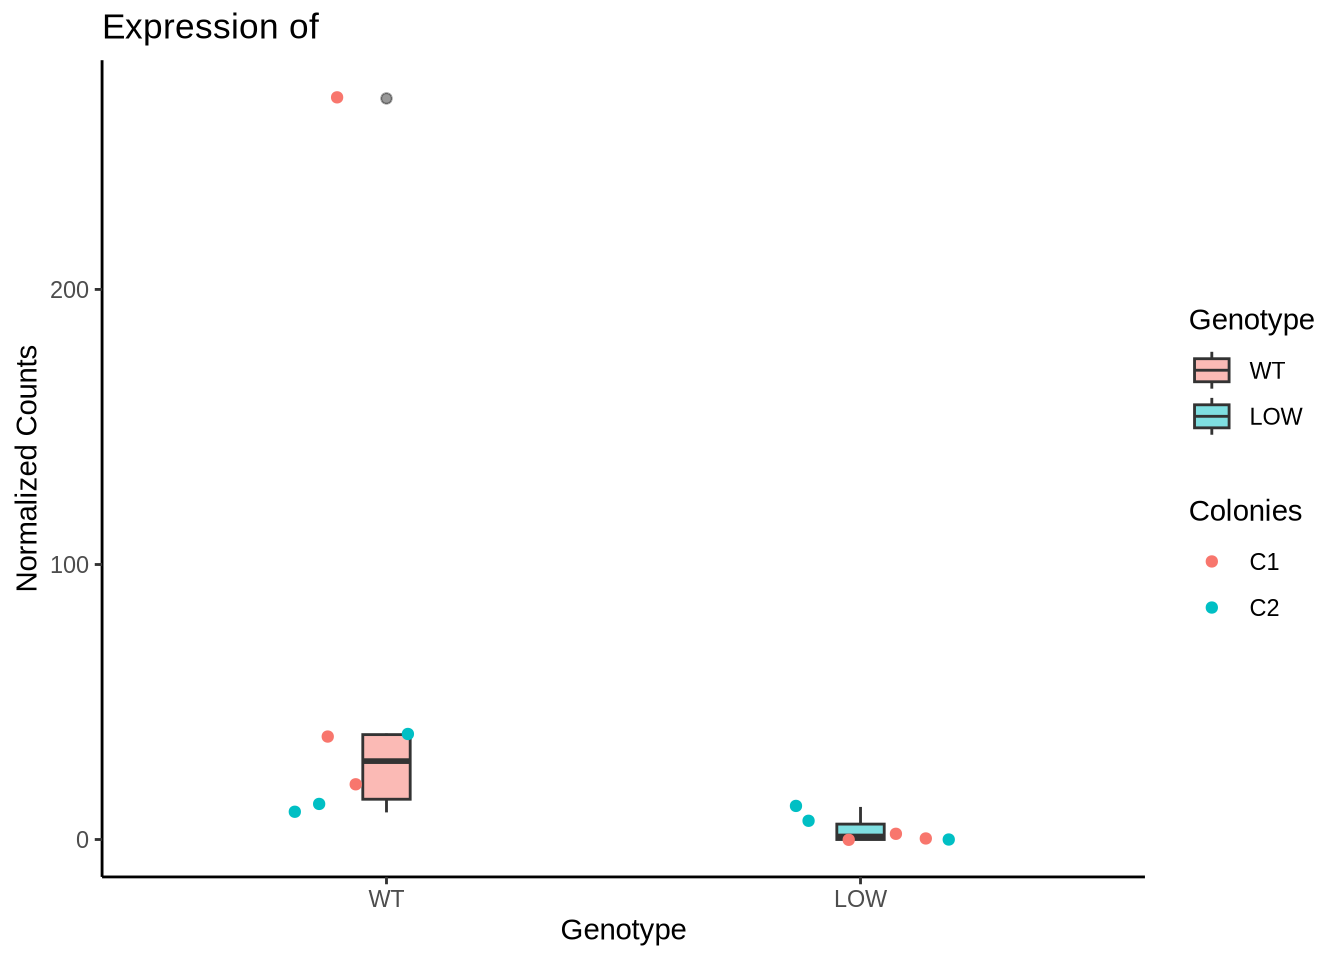 Expression of
Normalized Counts
200
100
0
WT
LOW
Genotype
Genotype
WT
LOW
Colonies
C1
C2